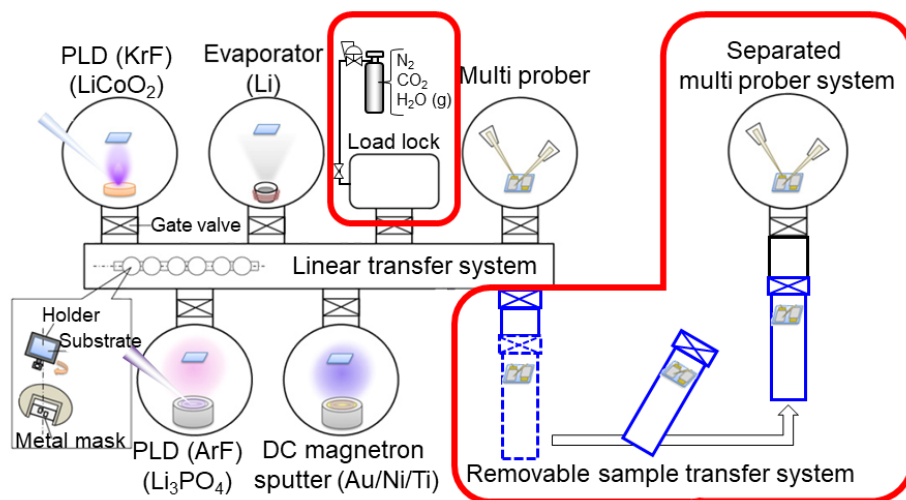 PLD (KrF)
(LiCoO₂)
Evaporator
(Li)
N₂
CO₂
H₂O (g)
Load lock
Multi prober
Separated
multi prober system
Gate valve
Linear transfer system
Holder
Substrate
Metal mask
PLD (ArF)
(Li₃PO₄)
DC magnetron
sputter (Au/Ni/Ti)
Removable sample transfer system